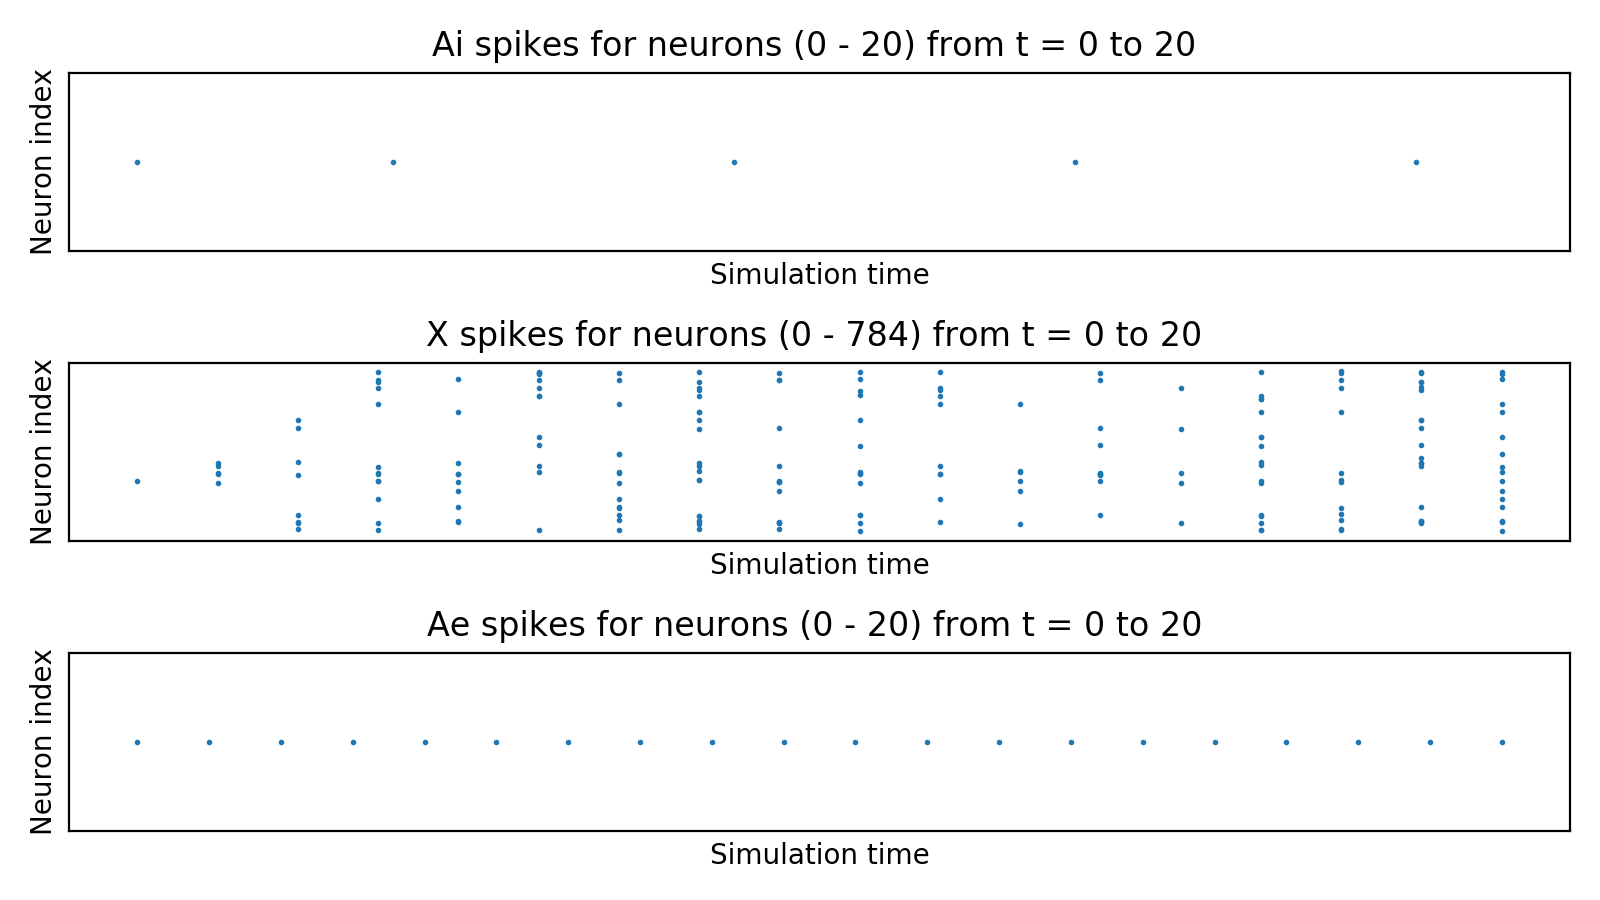 Ai spikes for neurons (0 - 20) from t = 0 to 20
Neuron index
Simulation time
X spikes for neurons (0 - 784) from t = 0 to 20
Neuron index
Simulation time
Ae spikes for neurons (0 - 20) from t = 0 to 20
Neuron index
Simulation time